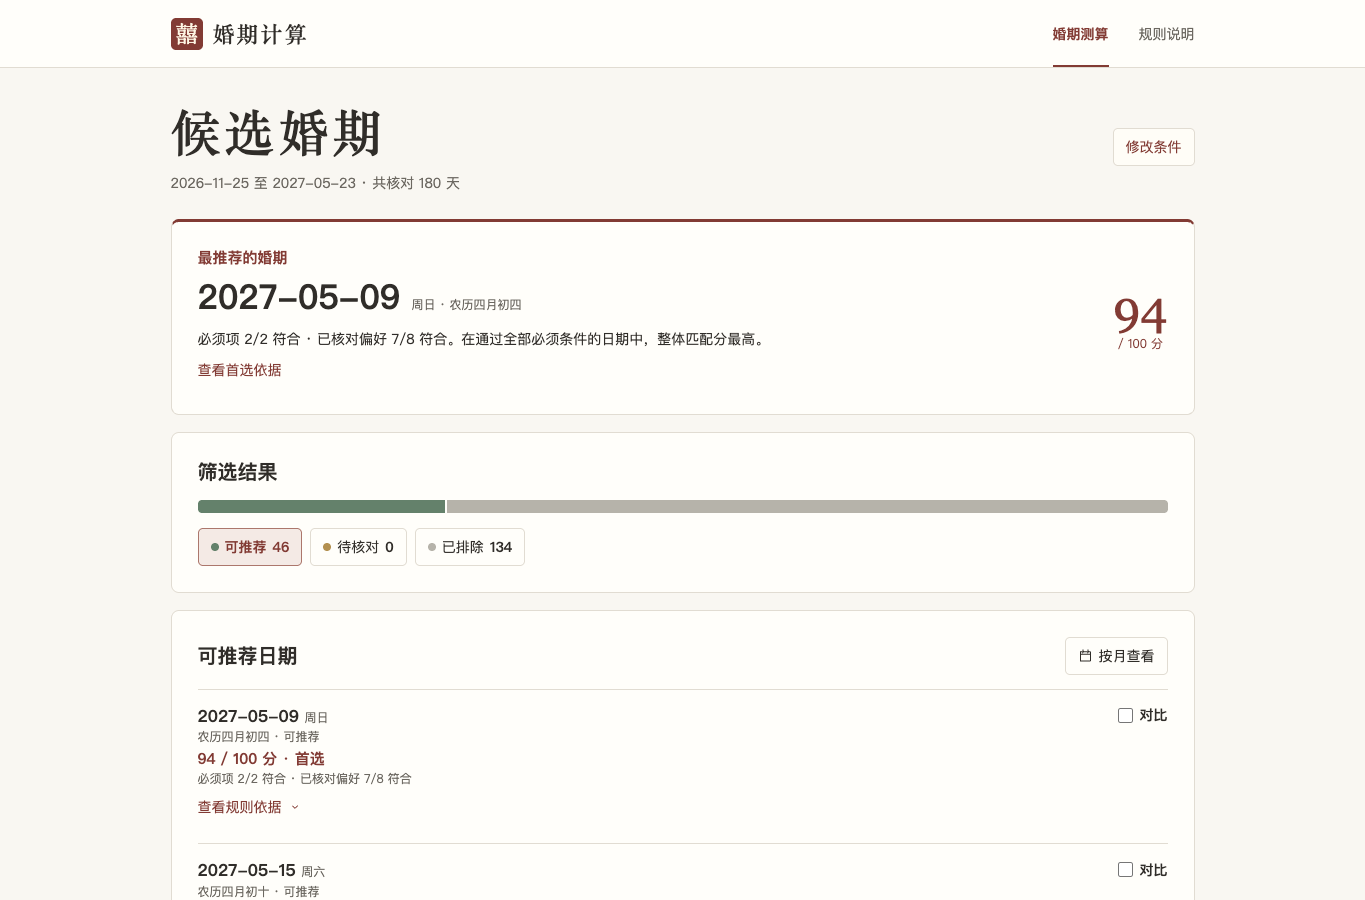 囍 婚期计算
婚期测算 规则说明
候选婚期
修改条件
2026-11-25 至 2027-05-23 · 共核对 180 天
最推荐的婚期
2027-05-09 周日 · 农历四月初四
94
/ 100 分
必须项 2/2 符合 · 已核对偏好 7/8 符合。在通过全部必须条件的日期中，整体匹配分最高。
查看首选依据
筛选结果
可推荐 46 待核对 0 已排除 134
可推荐日期
按月查看
2027-05-09 周日
对比
农历四月初四 · 可推荐
94 / 100 分 · 首选
必须项 2/2 符合 · 已核对偏好 7/8 符合
查看规则依据
2027-05-15 周六
对比
农历四月初十 · 可推荐